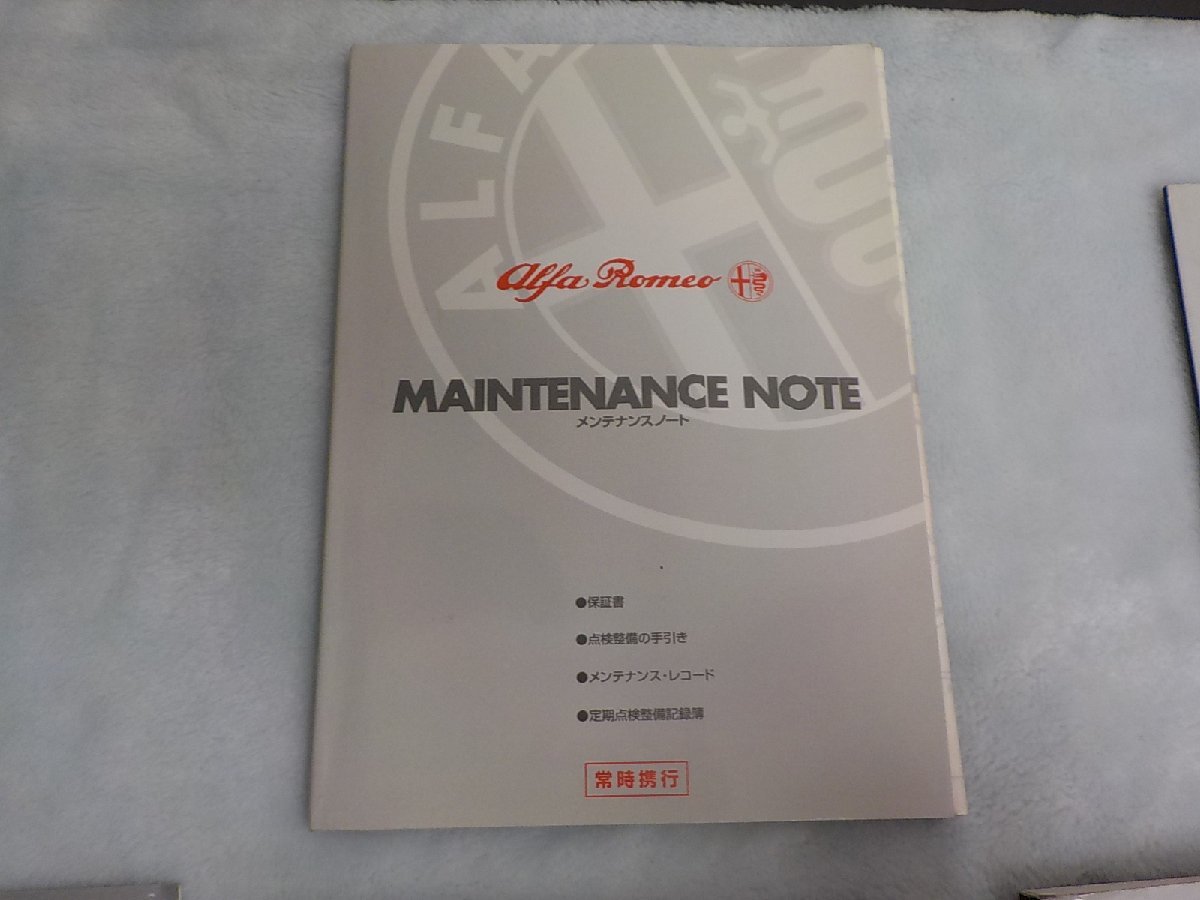 ALFA
Alfa Romeo
MAINTENANCE NOTE
メンテナンスノート
●保証書
●点検整備の手引き
●メンテナンス・レコード
●定期点検整備記録簿
常時携行